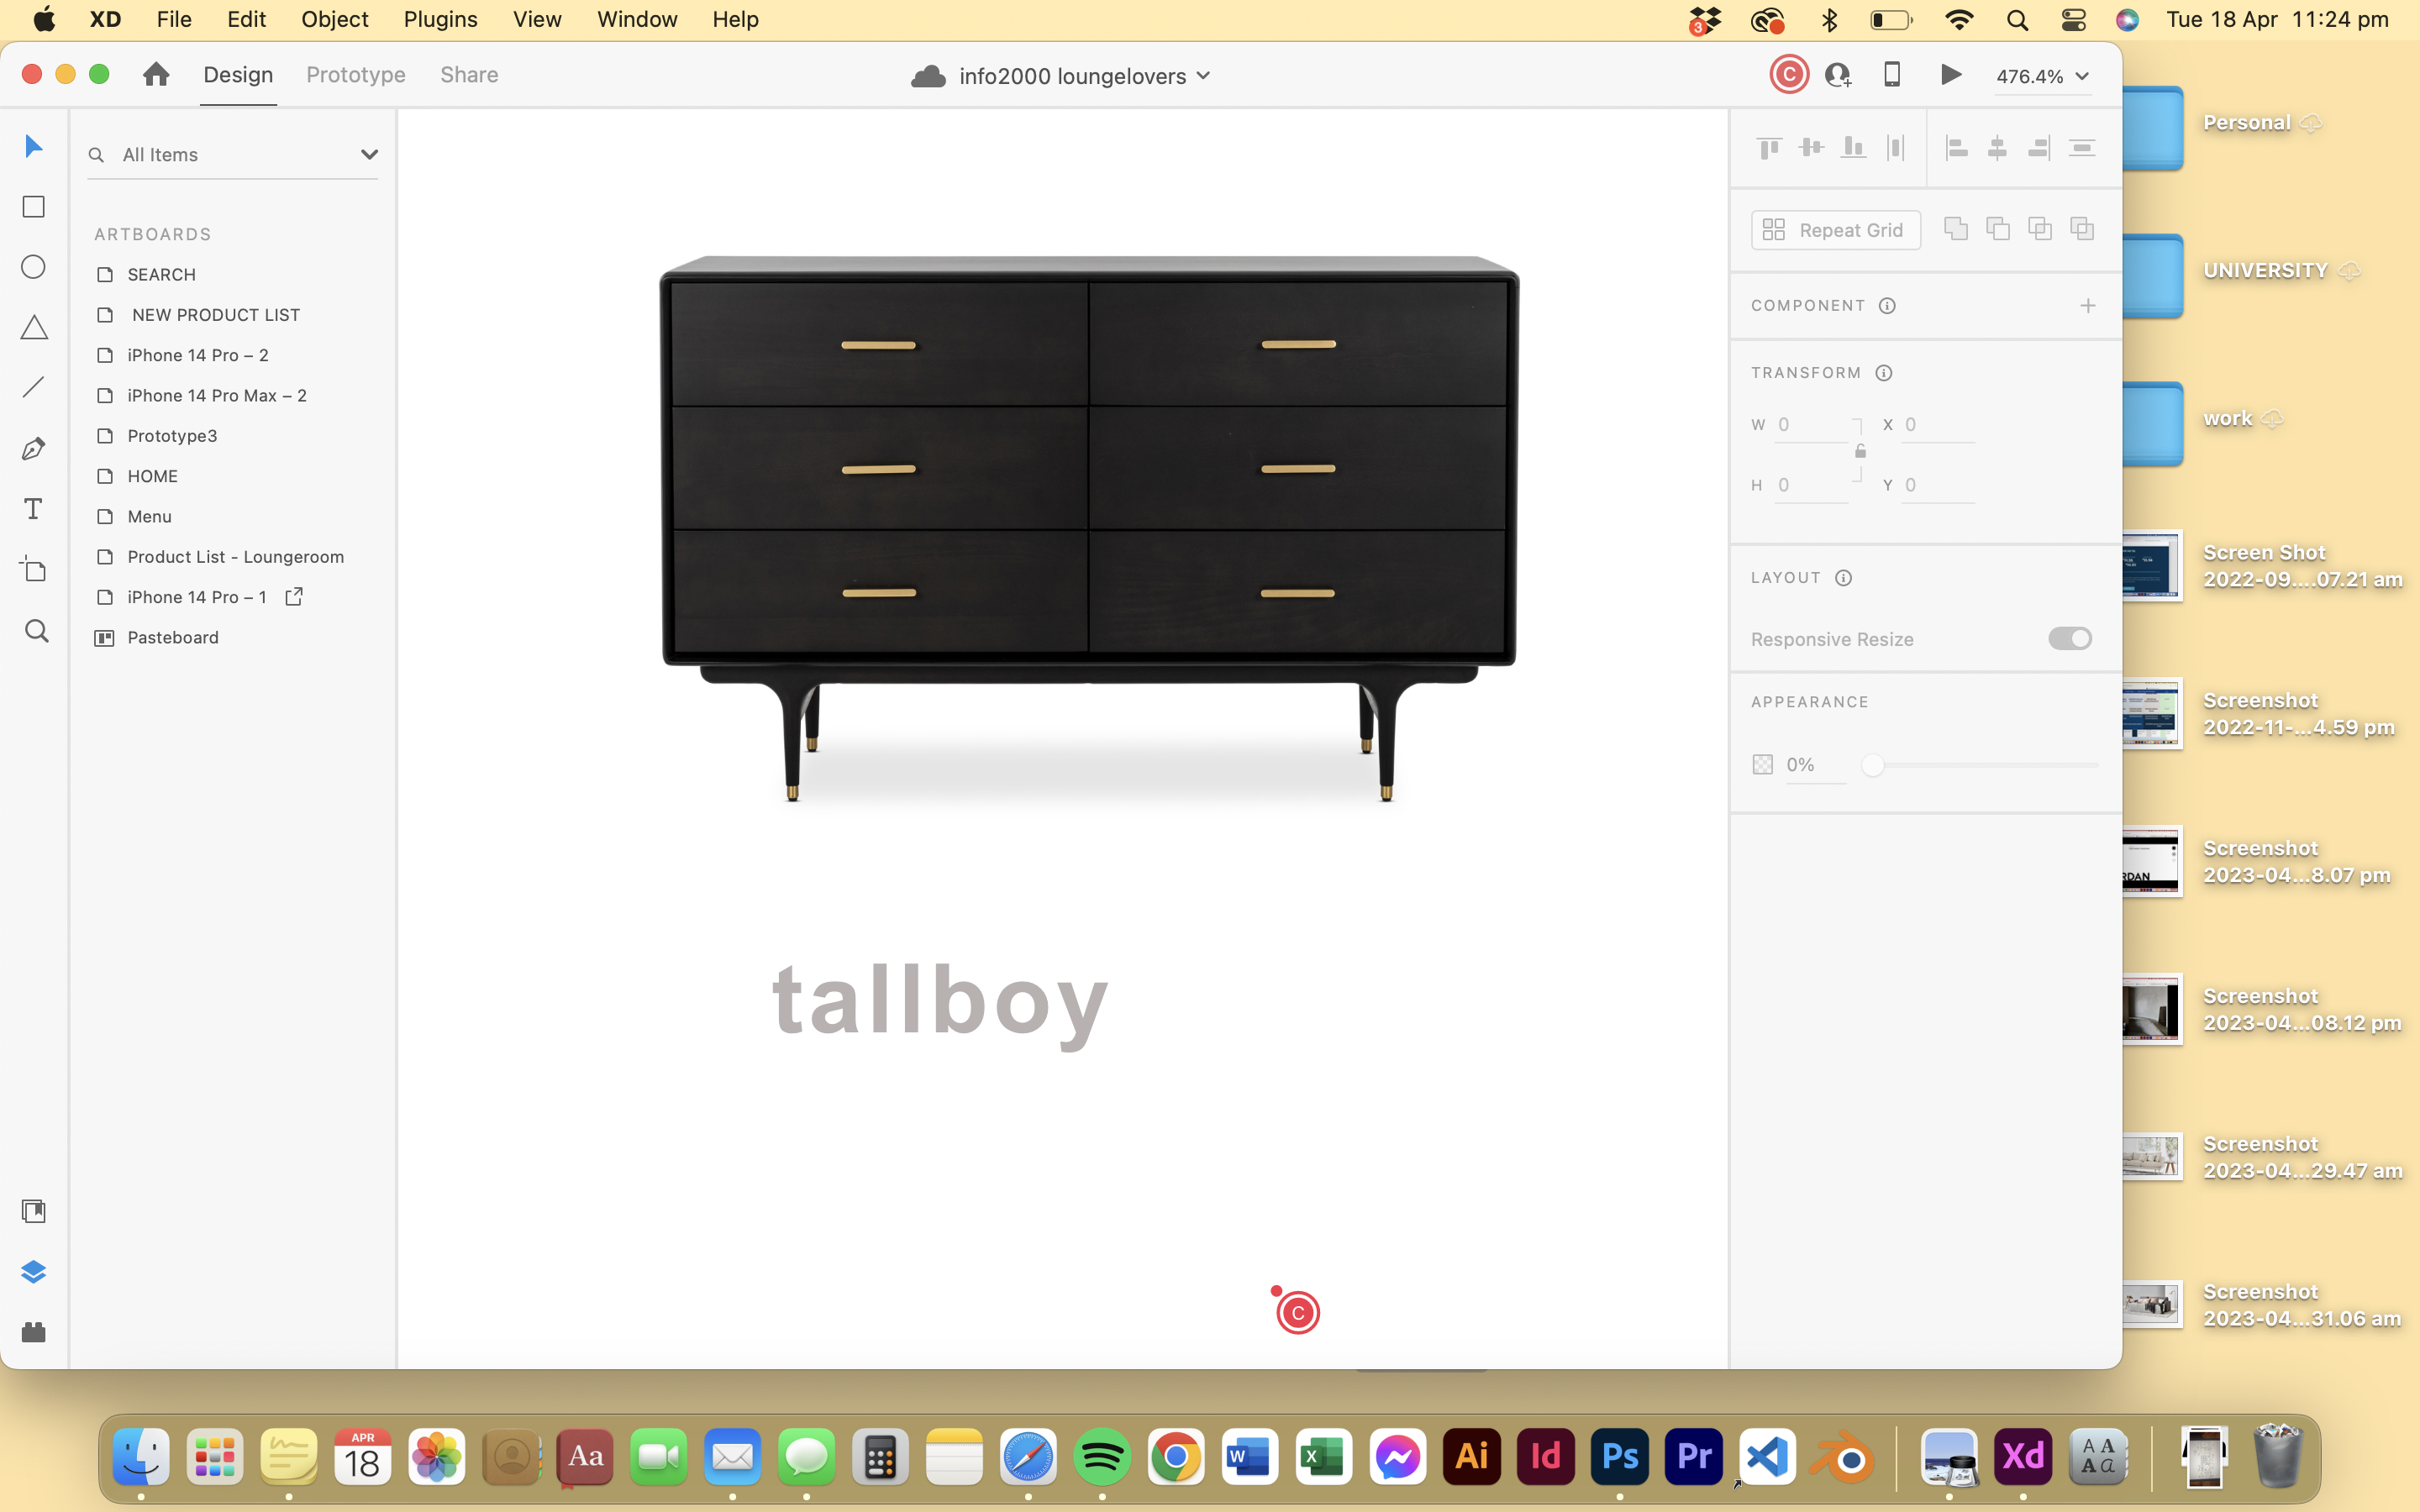 XD File Edit Object Plugins View Window Help
3
Tue 18 Apr 11:24 pm
Design Prototype Share
info2000 loungelovers
C
476.4%
All Items
ARTBOARDS
SEARCH
NEW PRODUCT LIST
iPhone 14 Pro – 2
iPhone 14 Pro Max – 2
Prototype3
HOME
Menu
Product List - Loungeroom
iPhone 14 Pro – 1
Pasteboard
T
tallboy
C
Repeat Grid
COMPONENT
TRANSFORM
W 0 X 0
H 0 Y 0
LAYOUT
Responsive Resize
APPEARANCE
0%
Personal
UNIVERSITY
work
Screen Shot
2022-09....07.21 am
Screenshot
2022-11-...4.59 pm
RDAN
Screenshot
2023-04...8.07 pm
Screenshot
2023-04...08.12 pm
Screenshot
2023-04...29.47 am
Screenshot
2023-04...31.06 am
APR
18
Aa
W
X
Ai
Id
Ps
Pr
Xd
A A
A a